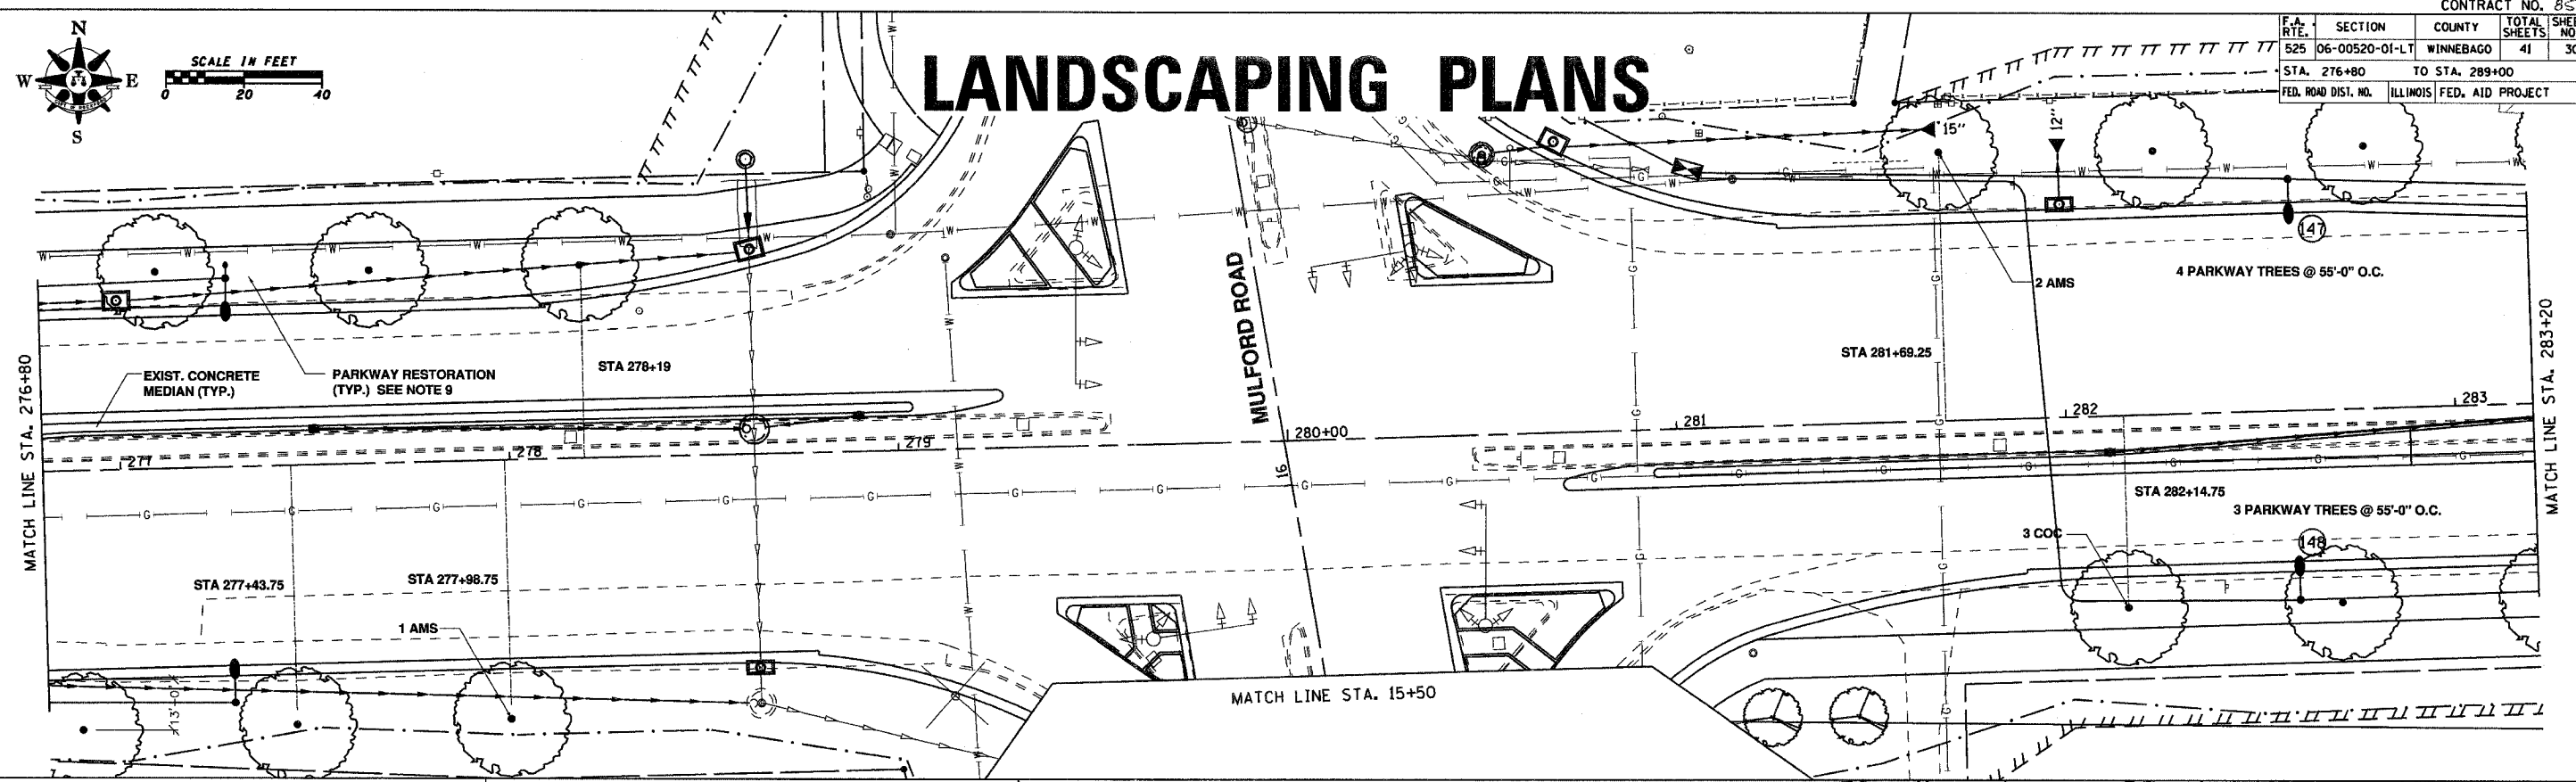 CONTRACT NO. 85
F.A. RTE. SECTION COUNTY TOTAL SHEETS SHEE NO
525 06-00520-01-LT WINNEBAGO 41 30
STA. 276+80 TO STA. 289+00
FED. ROAD DIST. NO. ILLINOIS FED. AID PROJECT
LANDSCAPING PLANS
N
W E
S
SCALE IN FEET
0 20 40
15"
12"
147
4 PARKWAY TREES @ 55'-0" O.C.
2 AMS
MULFORD ROAD
STA 278+19
STA 281+69.25
EXIST. CONCRETE
MEDIAN (TYP.)
PARKWAY RESTORATION
(TYP.) SEE NOTE 9
MATCH LINE STA. 276+80
MATCH LINE STA. 283+20
277
278
279
280+00
281
282
283
16
STA 282+14.75
3 PARKWAY TREES @ 55'-0" O.C.
3 COC
148
STA 277+43.75
STA 277+98.75
1 AMS
13'-0"
MATCH LINE STA. 15+50